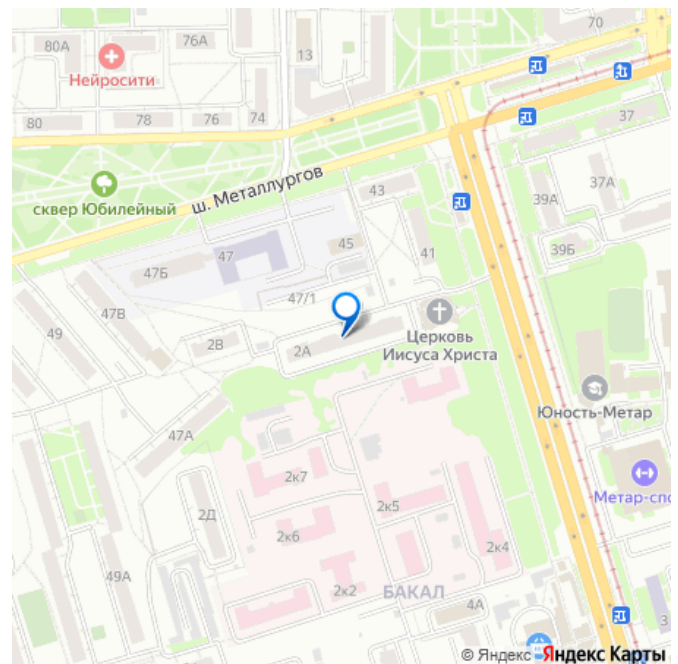 70
80А
76А
13
Нейросити
80
78
76
74
37
ш. Металлургов
43
37А
39А
сквер Юбилейный
45
41
39Б
47
47Б
47/1
47В
49
2В
2А
Церковь
Иисуса Христа
Юность-Метар
47А
2к7
Метар-спо
2к5
2Д
2к6
2к4
49А
2к2
БАКАЛ
4А
3
© Яндекс Яндекс Карты